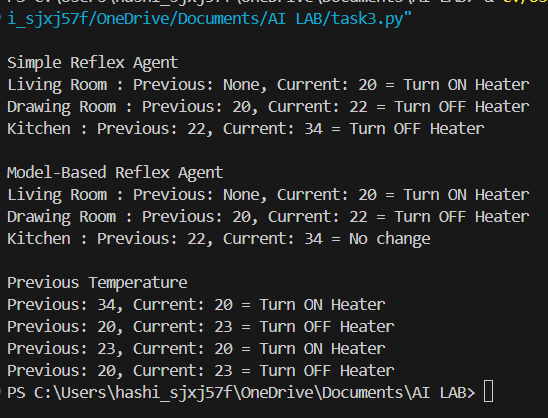 i_sjxj57f/OneDrive/Documents/AI LAB/task3.py"
Simple Reflex Agent
Living Room : Previous: None, Current: 20 = Turn ON Heater
Drawing Room : Previous: 20, Current: 22 = Turn OFF Heater
Kitchen : Previous: 22, Current: 34 = Turn OFF Heater
Model-Based Reflex Agent
Living Room : Previous: None, Current: 20 = Turn ON Heater
Drawing Room : Previous: 20, Current: 22 = Turn OFF Heater
Kitchen : Previous: 22, Current: 34 = No change
Previous Temperature
Previous: 34, Current: 20 = Turn ON Heater
Previous: 20, Current: 23 = Turn OFF Heater
Previous: 23, Current: 20 = Turn ON Heater
Previous: 20, Current: 23 = Turn OFF Heater
PS C:\Users\hashi_sjxj57f\OneDrive\Documents\AI LAB>